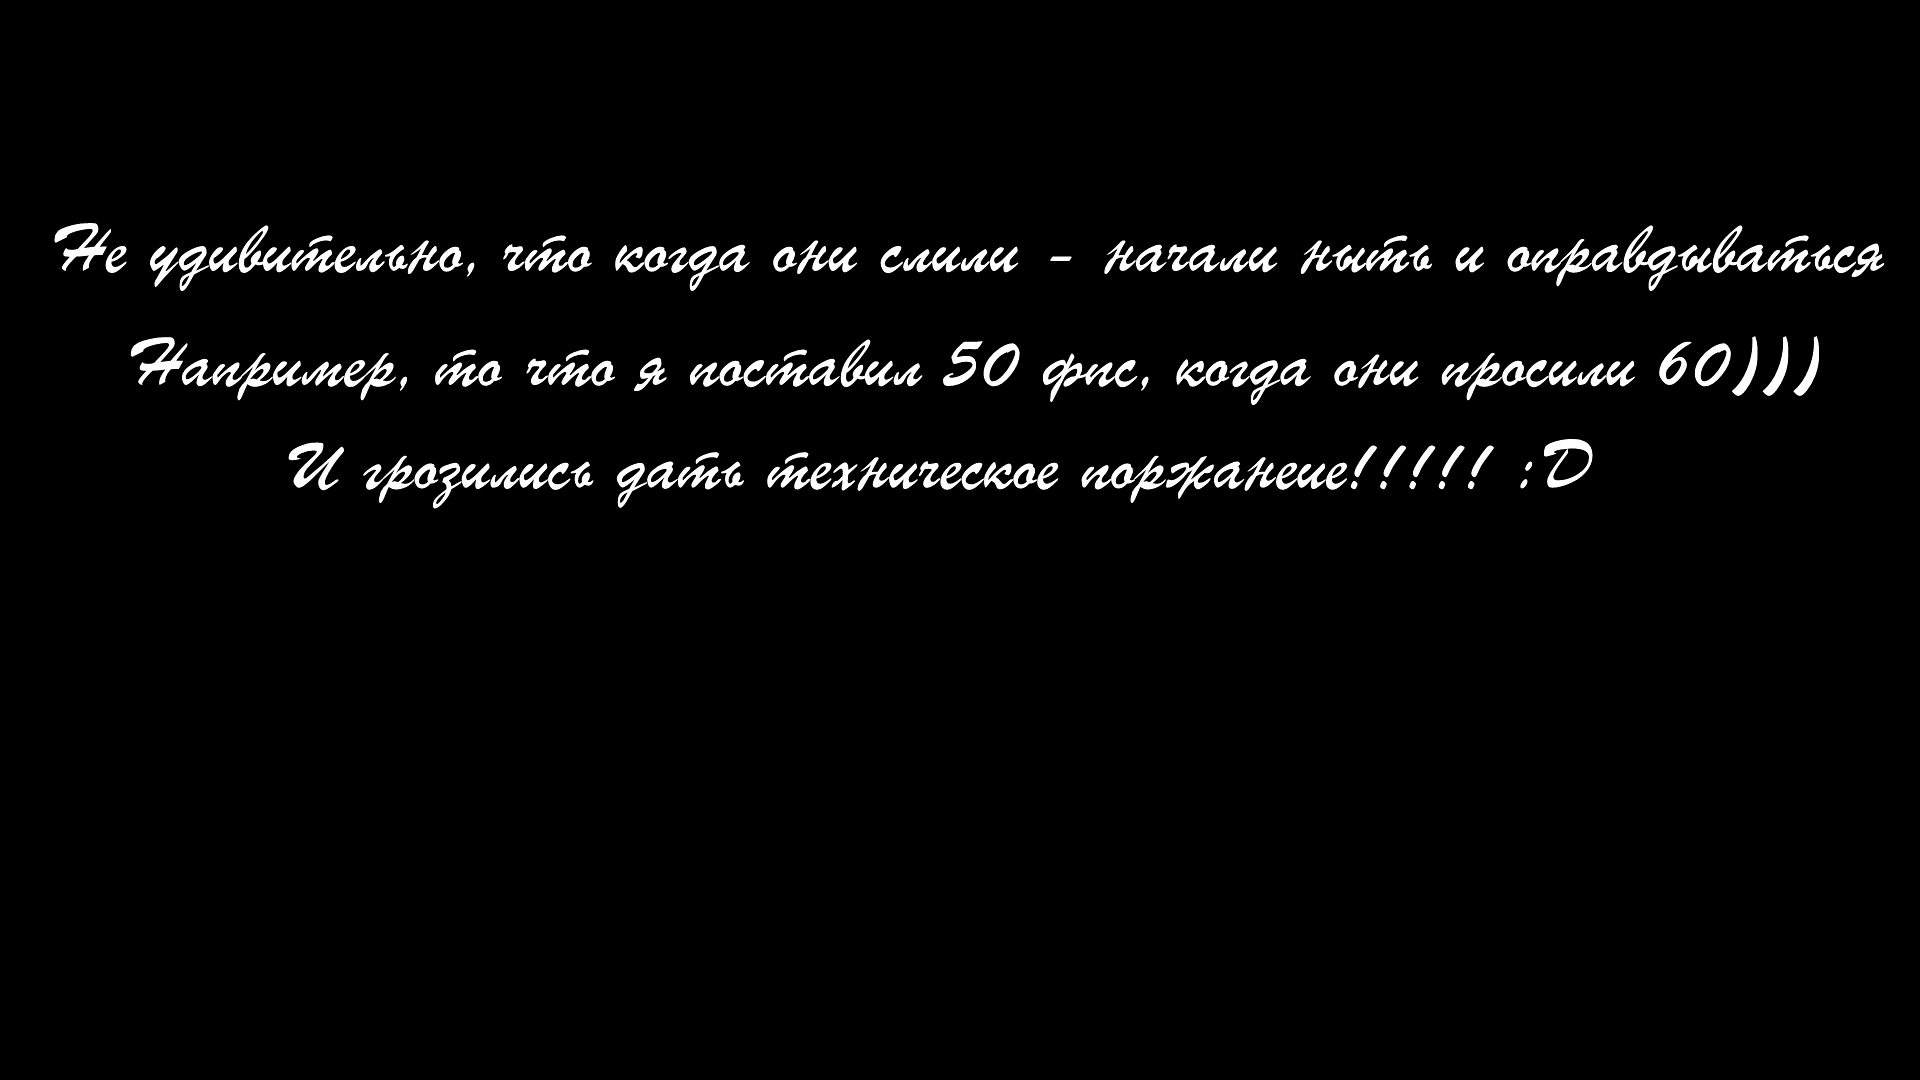 Не удивительно, что когда они слили - начали ныть и оправдываться
Например, то что я поставил 50 фпс, когда они просили 60)))
И грозились дать техническое поржанеие!!!!! :D